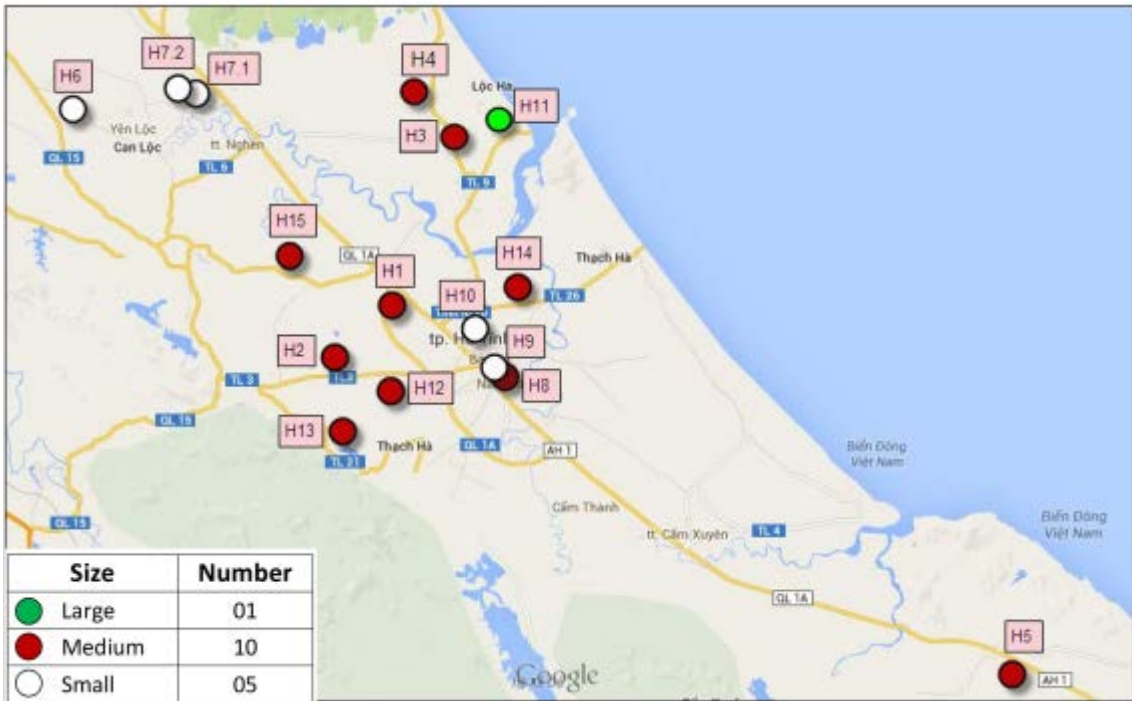 H7.2
H7.1
H6
H4
Lộc Hà
H11
H3
Yên Lộc
Can Lộc
tt. Nghèn
QL 15
TL 6
TL 9
H15
QL 1A
H1
H14
Thạch Hà
H10
TL 26
tp.
H9
H2
H8
TL 3
H12
QL 15
H13
Thạch Hà
QL 1A
TL 21
AH 1
Biển Đông
Việt Nam
Cẩm Thành
QL 15
tt. Cẩm Xuyên
TL 4
Biển Đông
Việt Nam
QL 1A
H5
AH 1
Google
Size Number
Large 01
Medium 10
Small 05